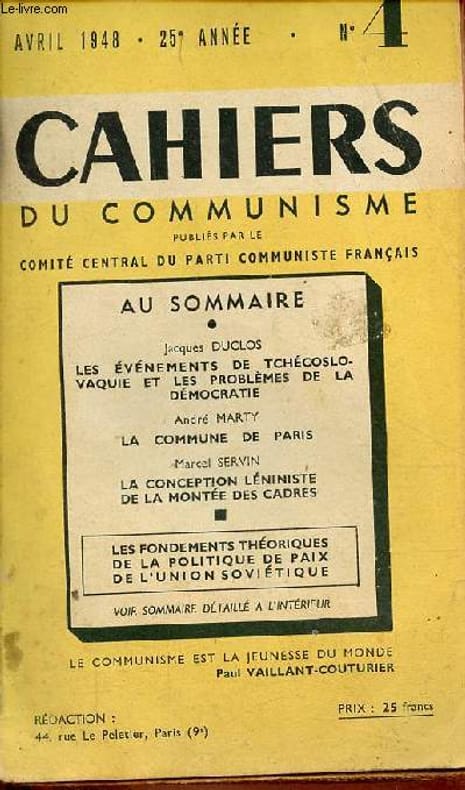 Le-livre.com
AVRIL 1948 • 25e ANNÉE • N° 4
CAHIERS
DU COMMUNISME
PUBLIÉS PAR LE
COMITÉ CENTRAL DU PARTI COMMUNISTE FRANÇAIS
AU SOMMAIRE
Jacques DUCLOS
LES ÉVÉNEMENTS DE TCHÉCOSLO-
VAQUIE ET LES PROBLÈMES DE LA
DÉMOCRATIE
André MARTY
LA COMMUNE DE PARIS
Marcel SERVIN
LA CONCEPTION LÉNINISTE
DE LA MONTÉE DES CADRES
LES FONDEMENTS THÉORIQUES
DE LA POLITIQUE DE PAIX
DE L'UNION SOVIÉTIQUE
VOIR SOMMAIRE DÉTAILLÉ A L'INTÉRIEUR
LE COMMUNISME EST LA JEUNESSE DU MONDE
Paul VAILLANT-COUTURIER
PRIX : 25 francs
RÉDACTION :
44, rue Le Peletier, Paris (9e)